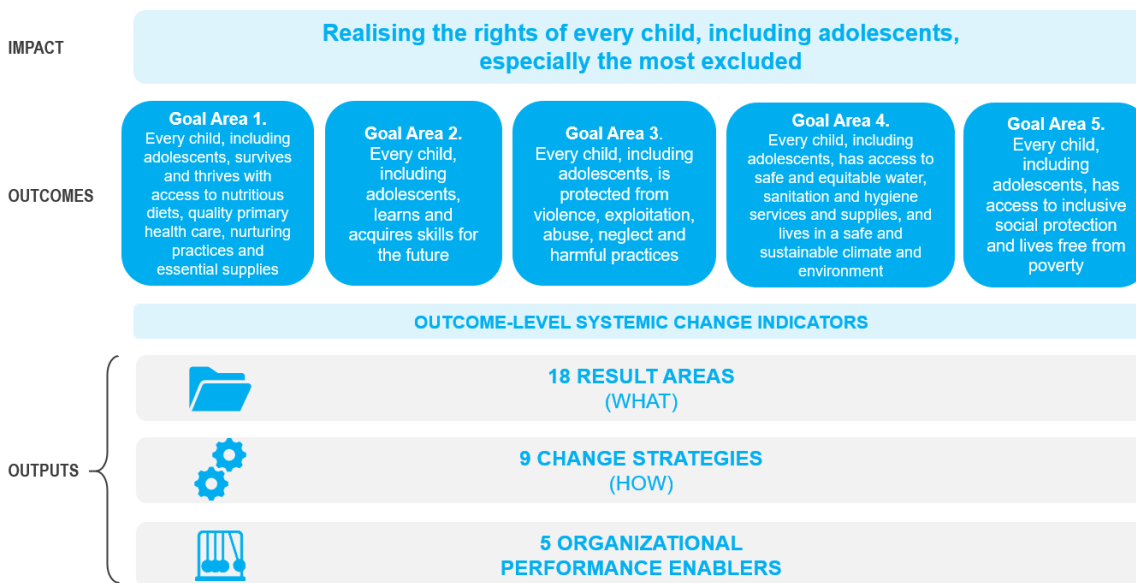 IMPACT
Realising the rights of every child, including adolescents,
especially the most excluded
OUTCOMES
Goal Area 1.
Every child, including
adolescents, survives
and thrives with
access to nutritious
diets, quality primary
health care, nurturing
practices and
essential supplies
Goal Area 2.
Every child,
including
adolescents,
learns and
acquires skills for
the future
Goal Area 3.
Every child, including
adolescents, is
protected from
violence, exploitation,
abuse, neglect and
harmful practices
Goal Area 4.
Every child, including
adolescents, has access to
safe and equitable water,
sanitation and hygiene
services and supplies, and
lives in a safe and
sustainable climate and
environment
Goal Area 5.
Every child,
including
adolescents, has
access to inclusive
social protection
and lives free from
poverty
OUTCOME-LEVEL SYSTEMIC CHANGE INDICATORS
OUTPUTS
18 RESULT AREAS
(WHAT)
9 CHANGE STRATEGIES
(HOW)
5 ORGANIZATIONAL
PERFORMANCE ENABLERS